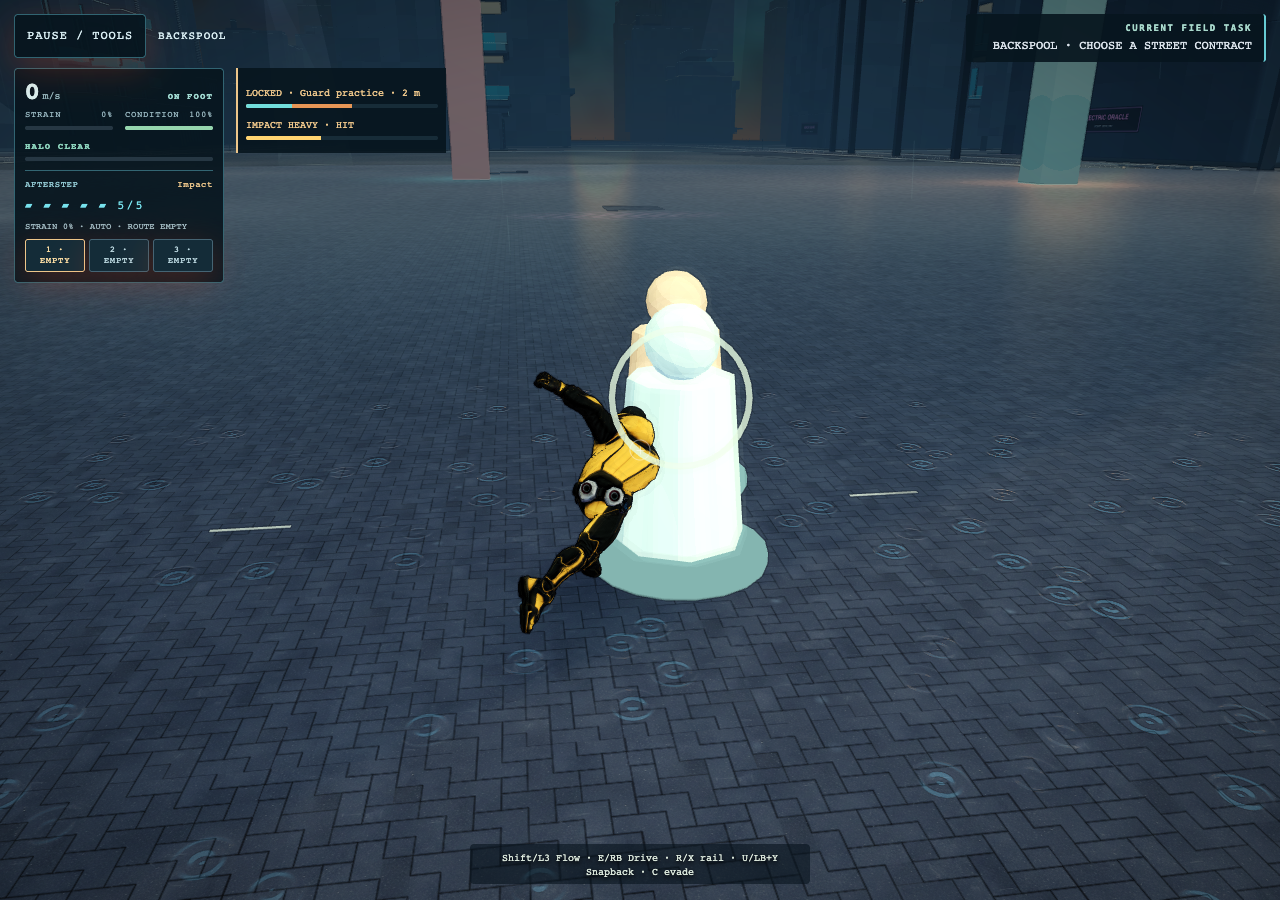 PAUSE / TOOLS
BACKSPOOL
CURRENT FIELD TASK
BACKSPOOL · CHOOSE A STREET CONTRACT
0 m/s
ON FOOT
STRAIN 0%
CONDITION 100%
HALO CLEAR
AFTERSTEP
Impact
5/5
STRAIN 0% · AUTO · ROUTE EMPTY
1 ·
EMPTY
2 ·
EMPTY
3 ·
EMPTY
LOCKED · Guard practice · 2 m
IMPACT HEAVY · HIT
ORACLE
Shift/L3 Flow · E/RB Drive · R/X rail · U/LB+Y
Snapback · C evade